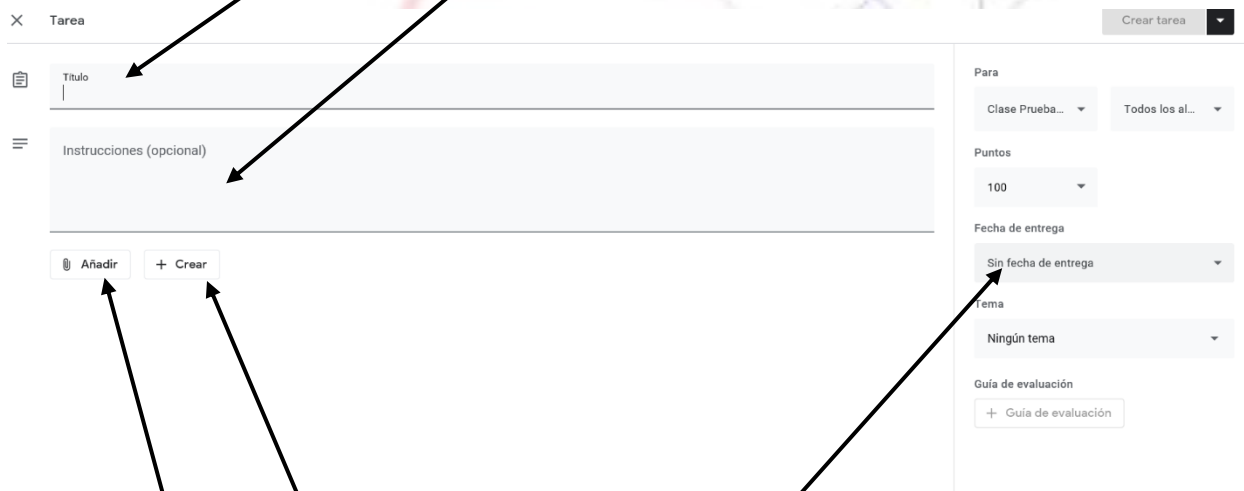 Tarea
Crear tarea
Título
Instrucciones (opcional)
Añadir
+ Crear
Para
Clase Prueba... Todos los al...
Puntos
100
Fecha de entrega
Sin fecha de entrega
Tema
Ningún tema
Guía de evaluación
+ Guía de evaluación